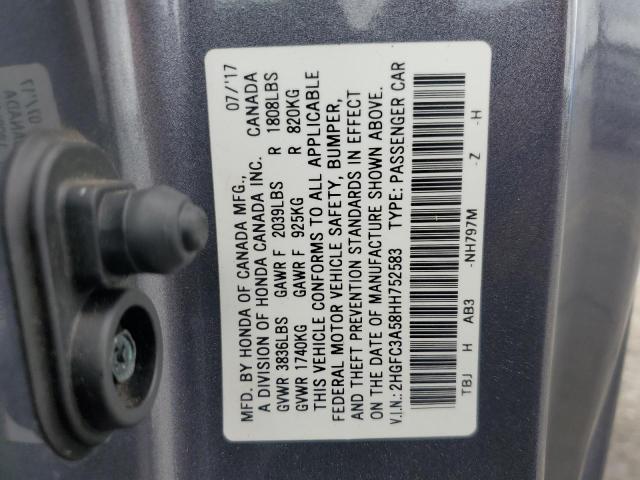 MFD. BY HONDA OF CANADA MFG., 07/'17
A DIVISION OF HONDA CANADA INC. CANADA
GVWR 3836LBS GAWR F 2039LBS R 1808LBS
GVWR 1740KG GAWR F 925KG R 820KG
THIS VEHICLE CONFORMS TO ALL APPLICABLE
FEDERAL MOTOR VEHICLE SAFETY, BUMPER,
AND THEFT PREVENTION STANDARDS IN EFFECT
ON THE DATE OF MANUFACTURE SHOWN ABOVE.
V.I.N.: 2HGFC3A58HH752583 TYPE: PASSENGER CAR
TBJ H AB3 -NH797M -Z -H